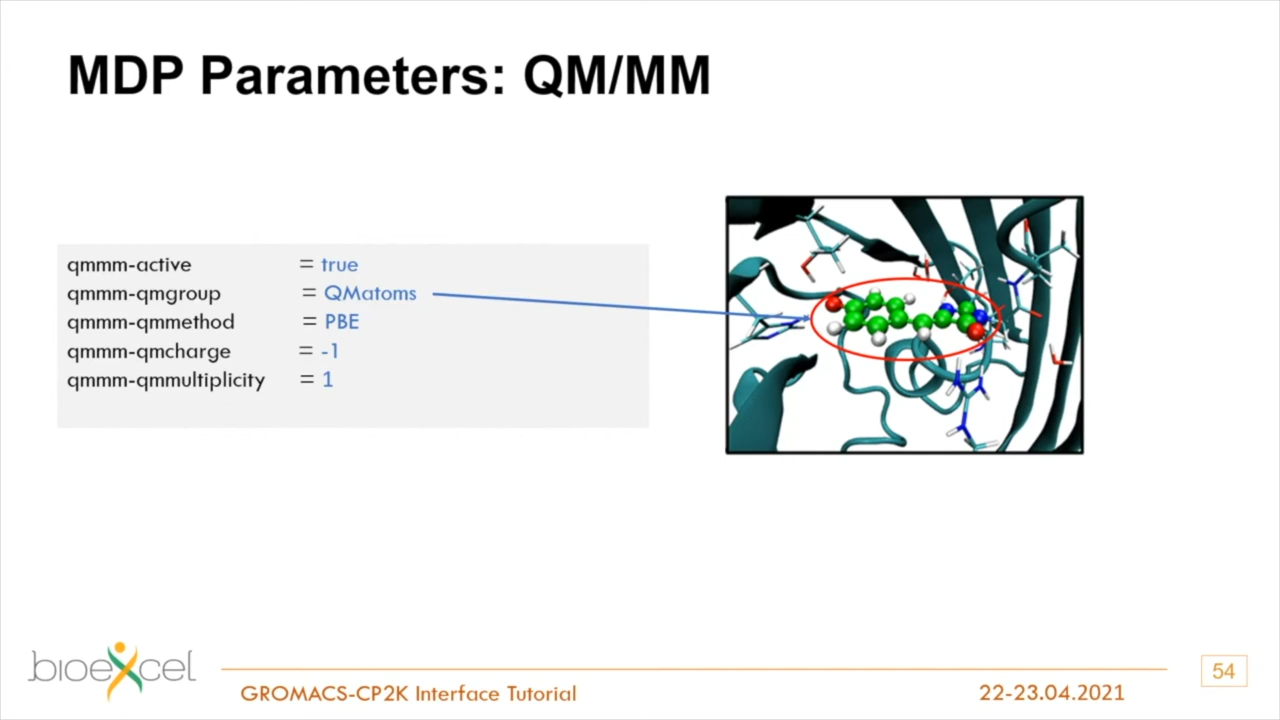 MDP Parameters: QM/MM
qmmm-active = true
qmmm-qmgroup = QMatoms
qmmm-qmmethod = PBE
qmmm-qmcharge = -1
qmmm-qmmultiplicity = 1
bioexcel
GROMACS-CP2K Interface Tutorial
22-23.04.2021
54